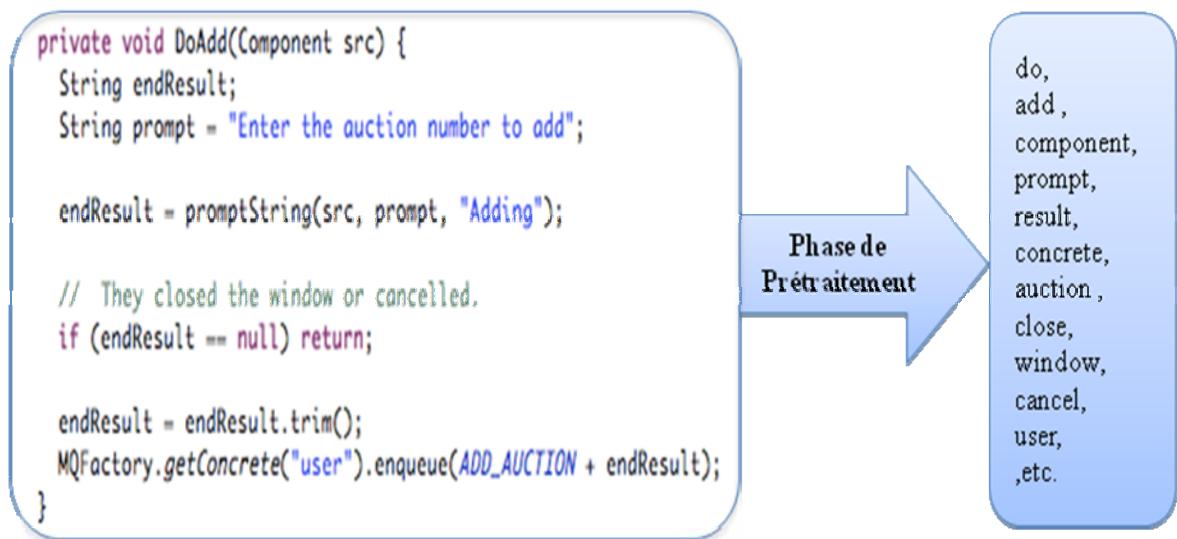 private void DoAdd(Component src) {
String endResult;
String prompt = "Enter the auction number to add";
endResult = promptString(src, prompt, "Adding");
// They closed the window or cancelled.
if (endResult == null) return;
endResult = endResult.trim();
MQFactory.getConcrete("user").enqueue(ADD_AUCTION + endResult);
}
Phase de
Prétraitement
do,
add ,
component,
prompt,
result,
concrete,
auction ,
close,
window,
cancel,
user,
,etc.